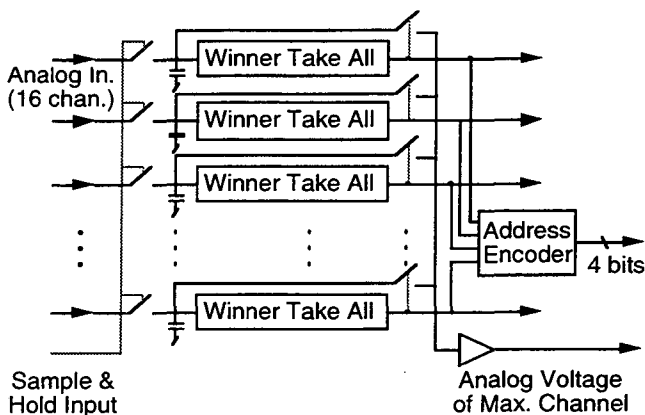 Winner Take All
Analog In.
(16 chan.)
Winner Take All
Winner Take All
Address
Encoder
4 bits
Winner Take All
Sample &
Hold Input
Analog Voltage
of Max. Channel